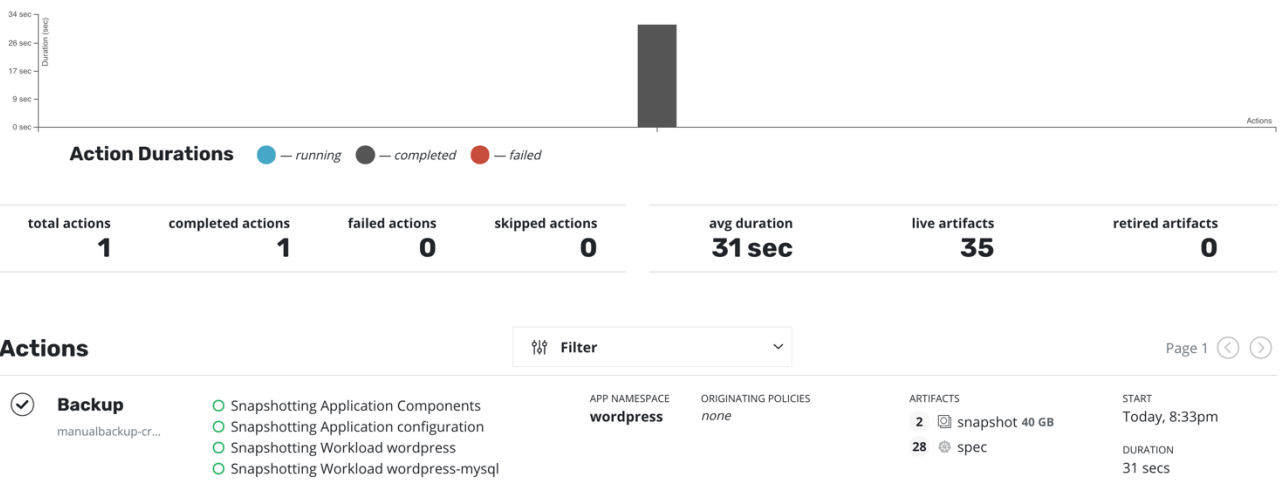 34 sec
26 sec
17 sec
9 sec
0 sec
Duration (sec)
Actions
Action Durations — running — completed — failed
total actions completed actions failed actions skipped actions avg duration live artifacts retired artifacts
1 1 0 0 31 sec 35 0
Actions Filter Page 1
Backup
manualbackup-cr...
Snapshotting Application Components
Snapshotting Application configuration
Snapshotting Workload wordpress
Snapshotting Workload wordpress-mysql
APP NAMESPACE
wordpress
ORIGINATING POLICIES
none
ARTIFACTS
2 snapshot 40 GB
28 spec
START
Today, 8:33pm
DURATION
31 secs